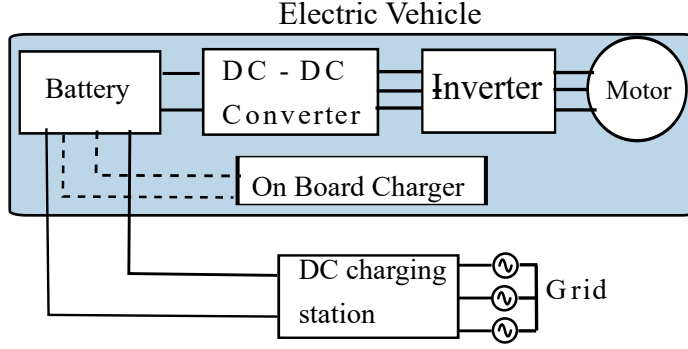 Electric Vehicle
Battery
DC - DC
Converter
Inverter
Motor
On Board Charger
DC charging
station
Grid